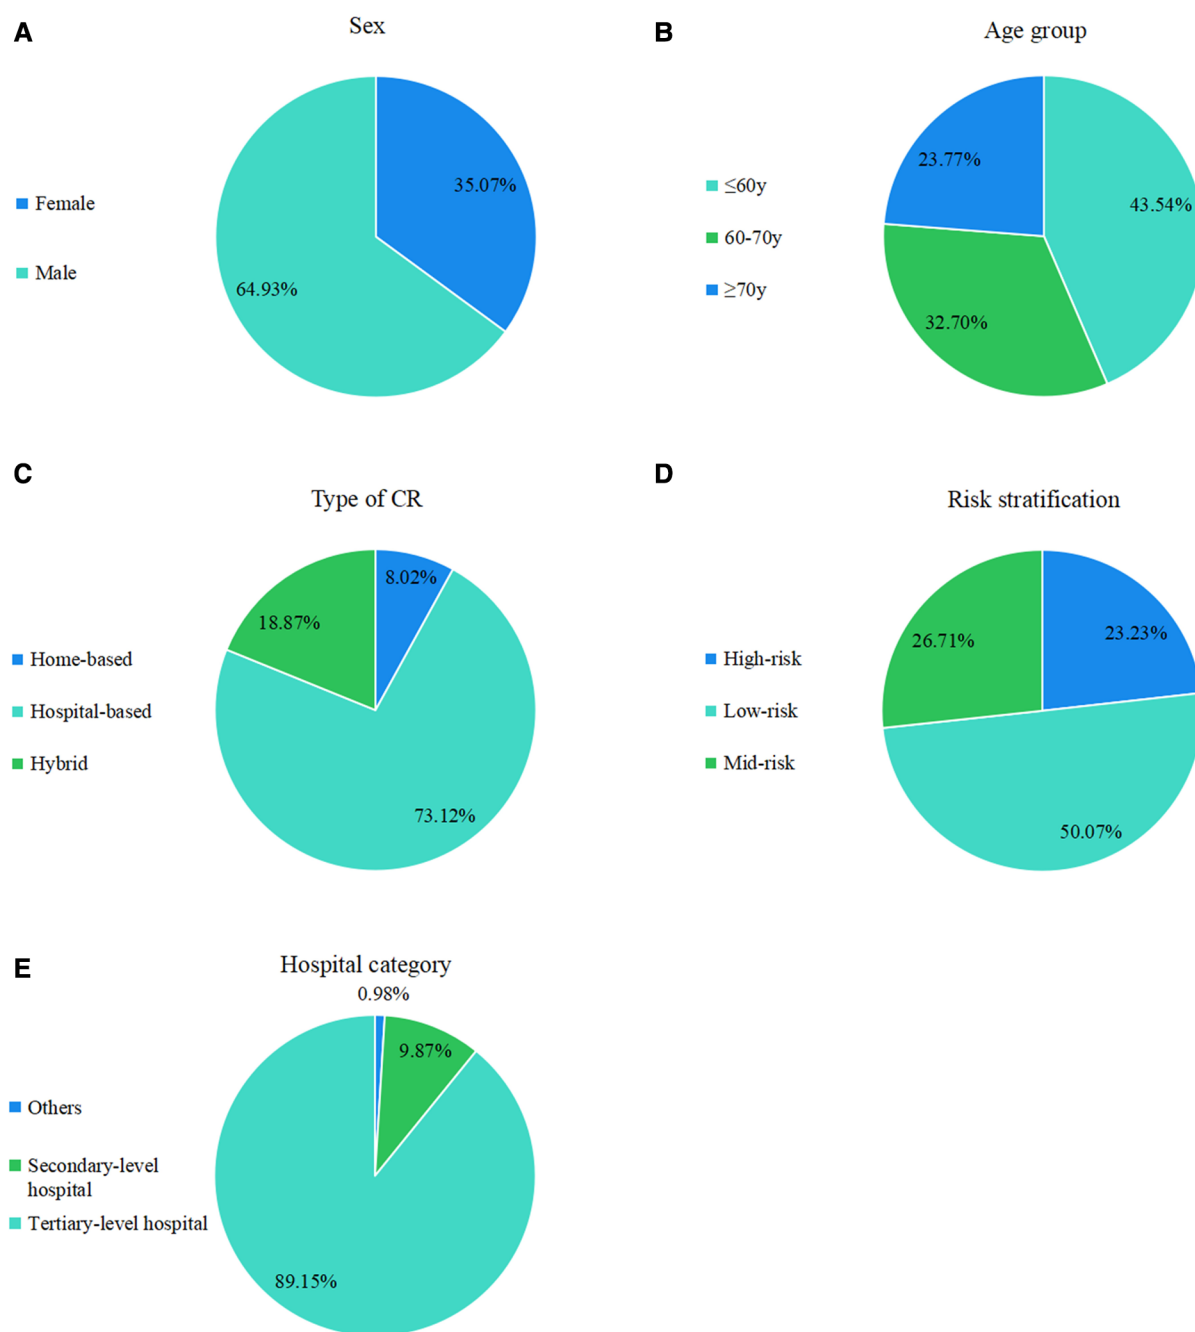 A
Sex
35.07%
Female
Male
64.93%
B
Age group
23.77%
43.54%
≤60y
60-70y
≥70y
32.70%
C
Type of CR
8.02%
18.87%
Home-based
Hospital-based
Hybrid
73.12%
D
Risk stratification
23.23%
26.71%
High-risk
Low-risk
Mid-risk
50.07%
E
Hospital category
0.98%
9.87%
Others
Secondary-level
hospital
Tertiary-level hospital
89.15%